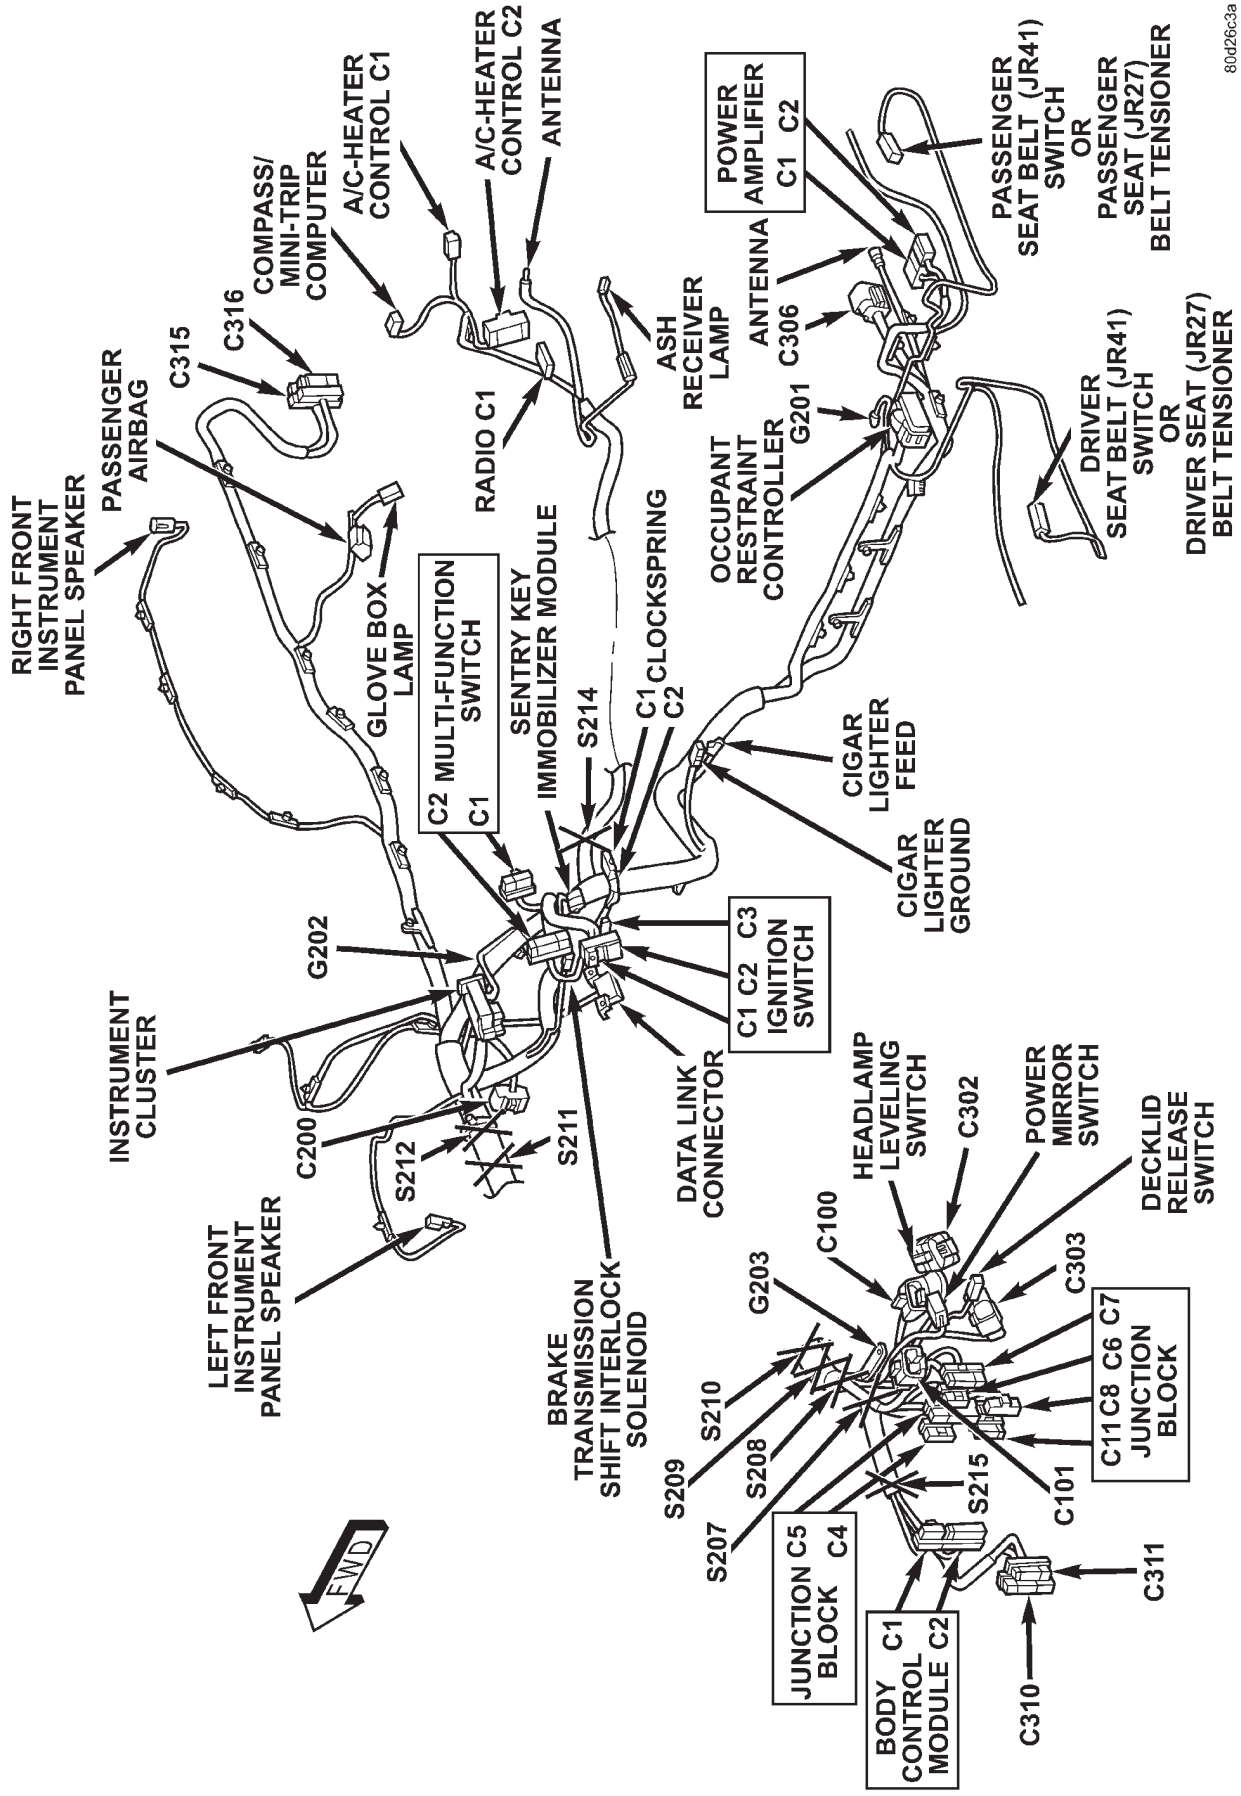 RIGHT FRONT
INSTRUMENT
PANEL SPEAKER
PASSENGER
AIRBAG
C315
C316
COMPASS/
MINI-TRIP
COMPUTER
A/C-HEATER
CONTROL C1
A/C-HEATER
CONTROL C2
ANTENNA
ASH
RECEIVER
LAMP
RADIO C1
GLOVE BOX
LAMP
C2 MULTI-FUNCTION
SWITCH
C1
SENTRY KEY
IMMOBILIZER MODULE
S214
C1 CLOCKSPRING
C2
POWER
AMPLIFIER
C1 C2
ANTENNA
C306
G201
OCCUPANT
RESTRAINT
CONTROLLER
PASSENGER
SEAT BELT (JR41)
SWITCH
OR
PASSENGER
SEAT (JR27)
BELT TENSIONER
DRIVER
SEAT BELT (JR41)
SWITCH
OR
DRIVER SEAT (JR27)
BELT TENSIONER
CIGAR
LIGHTER
FEED
CIGAR
LIGHTER
GROUND
G202
INSTRUMENT
CLUSTER
C200
S212
S211
C1 C2 C3
IGNITION
SWITCH
DATA LINK
CONNECTOR
BRAKE
TRANSMISSION
SHIFT INTERLOCK
SOLENOID
LEFT FRONT
INSTRUMENT
PANEL SPEAKER
HEADLAMP
LEVELING
SWITCH
C302
POWER
MIRROR
SWITCH
DECKLID
RELEASE
SWITCH
C100
G203
C303
S210
S209
S208
S207
C11 C8 C6 C7
JUNCTION
BLOCK
C101
S215
JUNCTION C5
BLOCK C4
BODY C1
CONTROL
MODULE C2
C311
C310
FWD
80d26c3a